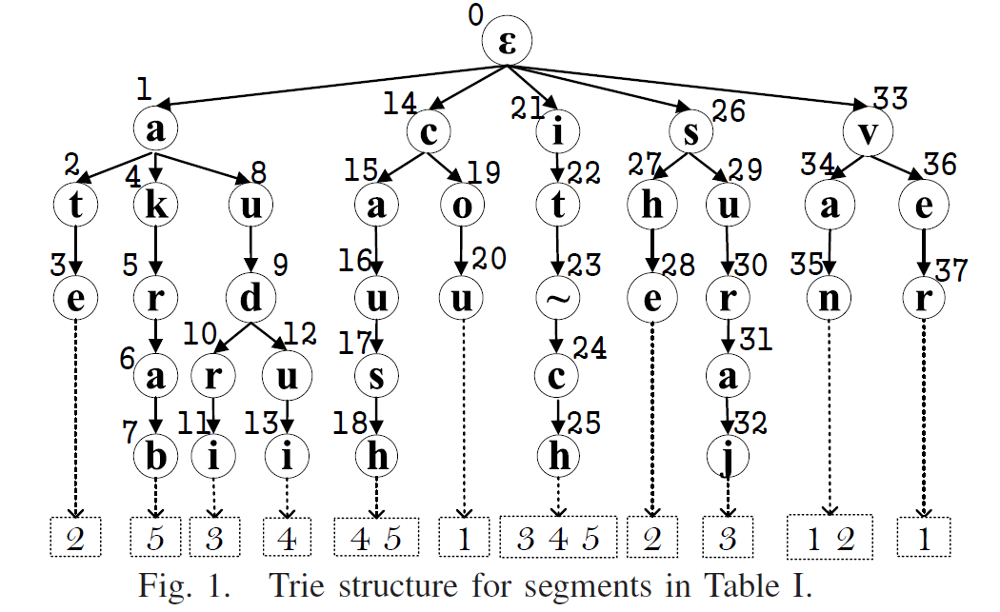 0
ε
1 14 21 26 33
a c i s v
2 4 8 15 19 22 27 29 34 36
t k u a o t h u a e
3 5 9 16 20 23 28 30 35 37
e r d u u ~ e r n r
6 10 12 17 24 31
a r u s c a
7 11 13 18 25 32
b i i h h j
2 5 3 4 4 5 1 3 4 5 2 3 1 2 1
Fig. 1. Trie structure for segments in Table I.